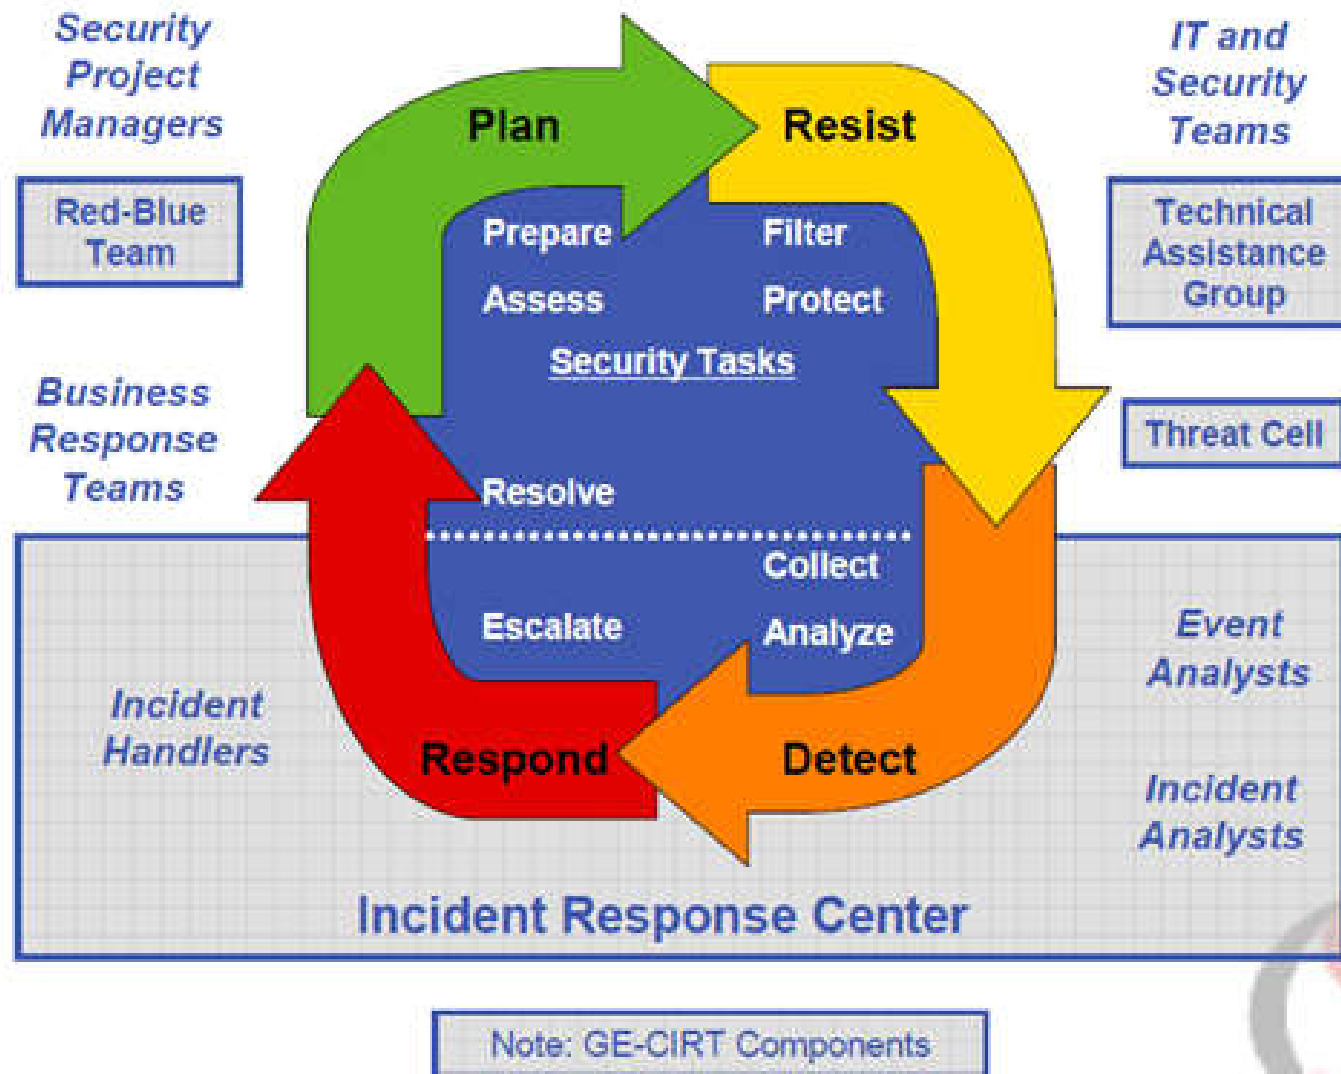 Security
Project
Managers
Red-Blue
Team
Business
Response
Teams
Plan
Resist
IT and
Security
Teams
Technical
Assistance
Group
Threat Cell
Prepare
Filter
Assess
Protect
Security Tasks
Resolve
Collect
Escalate
Analyze
Incident
Handlers
Event
Analysts
Incident
Analysts
Respond
Detect
Incident Response Center
Note: GE-CIRT Components